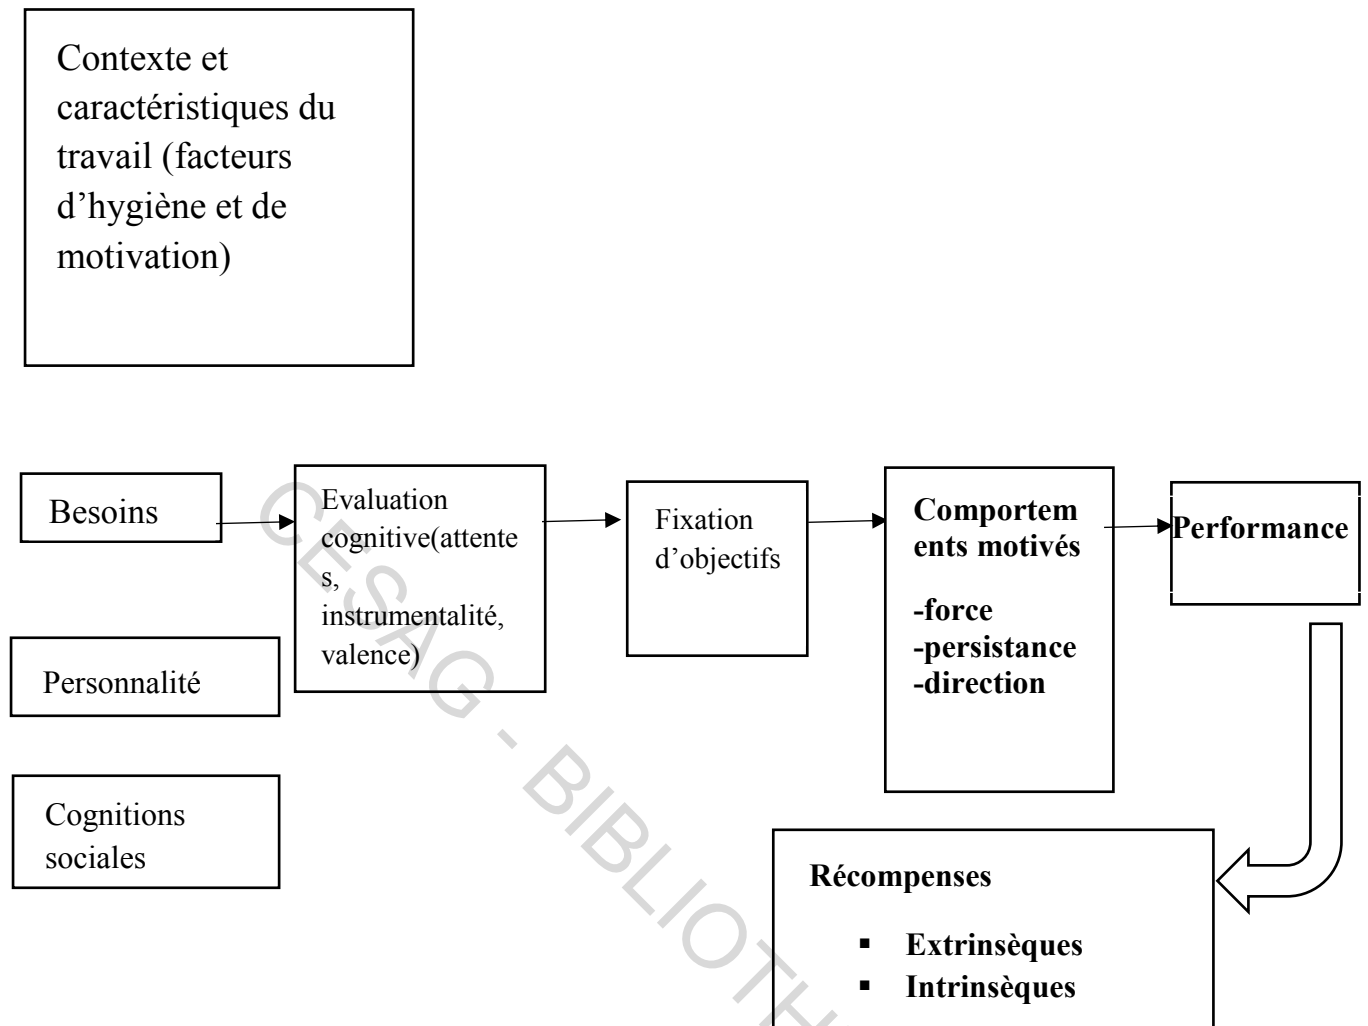 Contexte et
caractéristiques du
travail (facteurs
d’hygiène et de
motivation)
Besoins
Evaluation
cognitive(attente
s,
instrumentalité,
valence)
Fixation
d’objectifs
Comportem
ents motivés
-force
-persistance
-direction
Performance
Personnalité
Cognitions
sociales
Récompenses
▪ Extrinsèques
▪ Intrinsèques
CESAG - BIBLIOTH